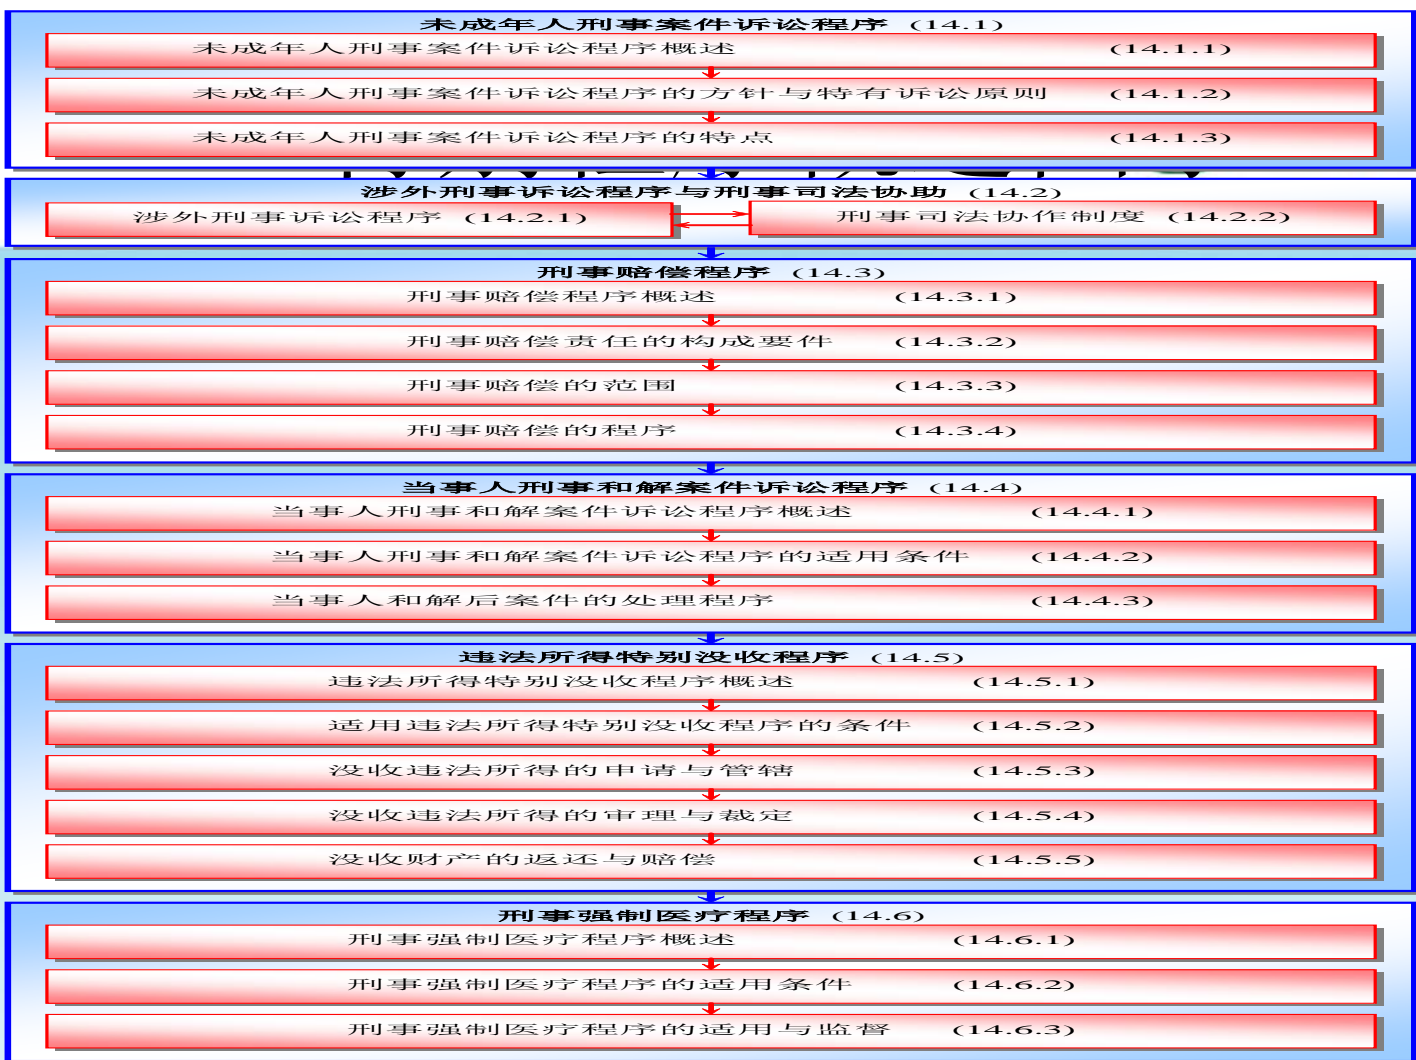 未成年人刑事案件诉讼程序 (14.1)
未成年人刑事案件诉讼程序概述 (14.1.1)
未成年人刑事案件诉讼程序的方针与特有诉讼原则 (14.1.2)
未成年人刑事案件诉讼程序的特点 (14.1.3)
涉外刑事诉讼程序与刑事司法协助 (14.2)
涉外刑事诉讼程序 (14.2.1) 刑事司法协作制度 (14.2.2)
刑事赔偿程序 (14.3)
刑事赔偿程序概述 (14.3.1)
刑事赔偿责任的构成要件 (14.3.2)
刑事赔偿的范围 (14.3.3)
刑事赔偿的程序 (14.3.4)
当事人刑事和解案件诉讼程序 (14.4)
当事人刑事和解案件诉讼程序概述 (14.4.1)
当事人刑事和解案件诉讼程序的适用条件 (14.4.2)
当事人和解后案件的处理程序 (14.4.3)
违法所得特别没收程序 (14.5)
违法所得特别没收程序概述 (14.5.1)
适用违法所得特别没收程序的条件 (14.5.2)
没收违法所得的申请与管辖 (14.5.3)
没收违法所得的审理与裁定 (14.5.4)
没收财产的返还与赔偿 (14.5.5)
刑事强制医疗程序 (14.6)
刑事强制医疗程序概述 (14.6.1)
刑事强制医疗程序的适用条件 (14.6.2)
刑事强制医疗程序的适用与监督 (14.6.3)